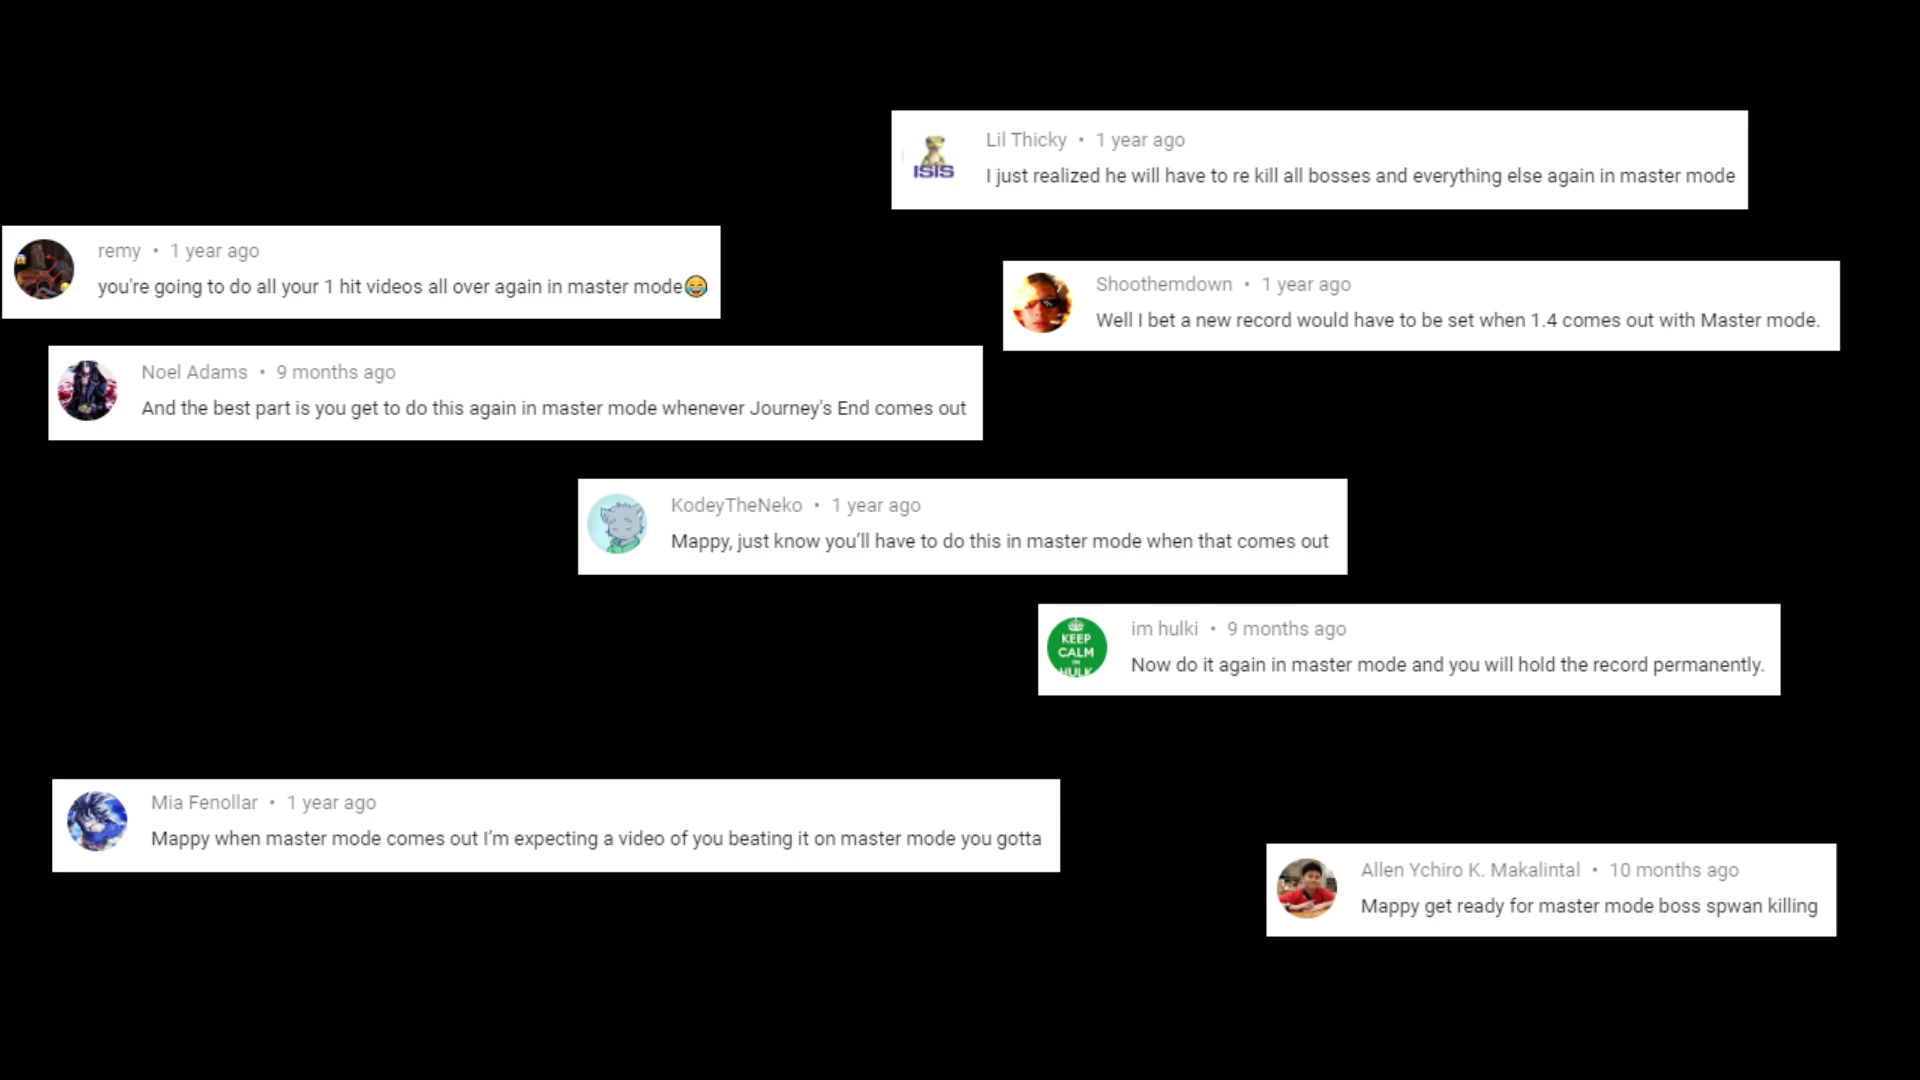 ISIS
Lil Thicky • 1 year ago
I just realized he will have to re kill all bosses and everything else again in master mode
remy • 1 year ago
you're going to do all your 1 hit videos all over again in master mode😂
Shoothemdown • 1 year ago
Well I bet a new record would have to be set when 1.4 comes out with Master mode.
Noel Adams • 9 months ago
And the best part is you get to do this again in master mode whenever Journey's End comes out
KodeyTheNeko • 1 year ago
Mappy, just know you’ll have to do this in master mode when that comes out
KEEP
CALM
HULK
im hulki • 9 months ago
Now do it again in master mode and you will hold the record permanently.
Mia Fenollar • 1 year ago
Mappy when master mode comes out I’m expecting a video of you beating it on master mode you gotta
Allen Ychiro K. Makalintal • 10 months ago
Mappy get ready for master mode boss spwan killing